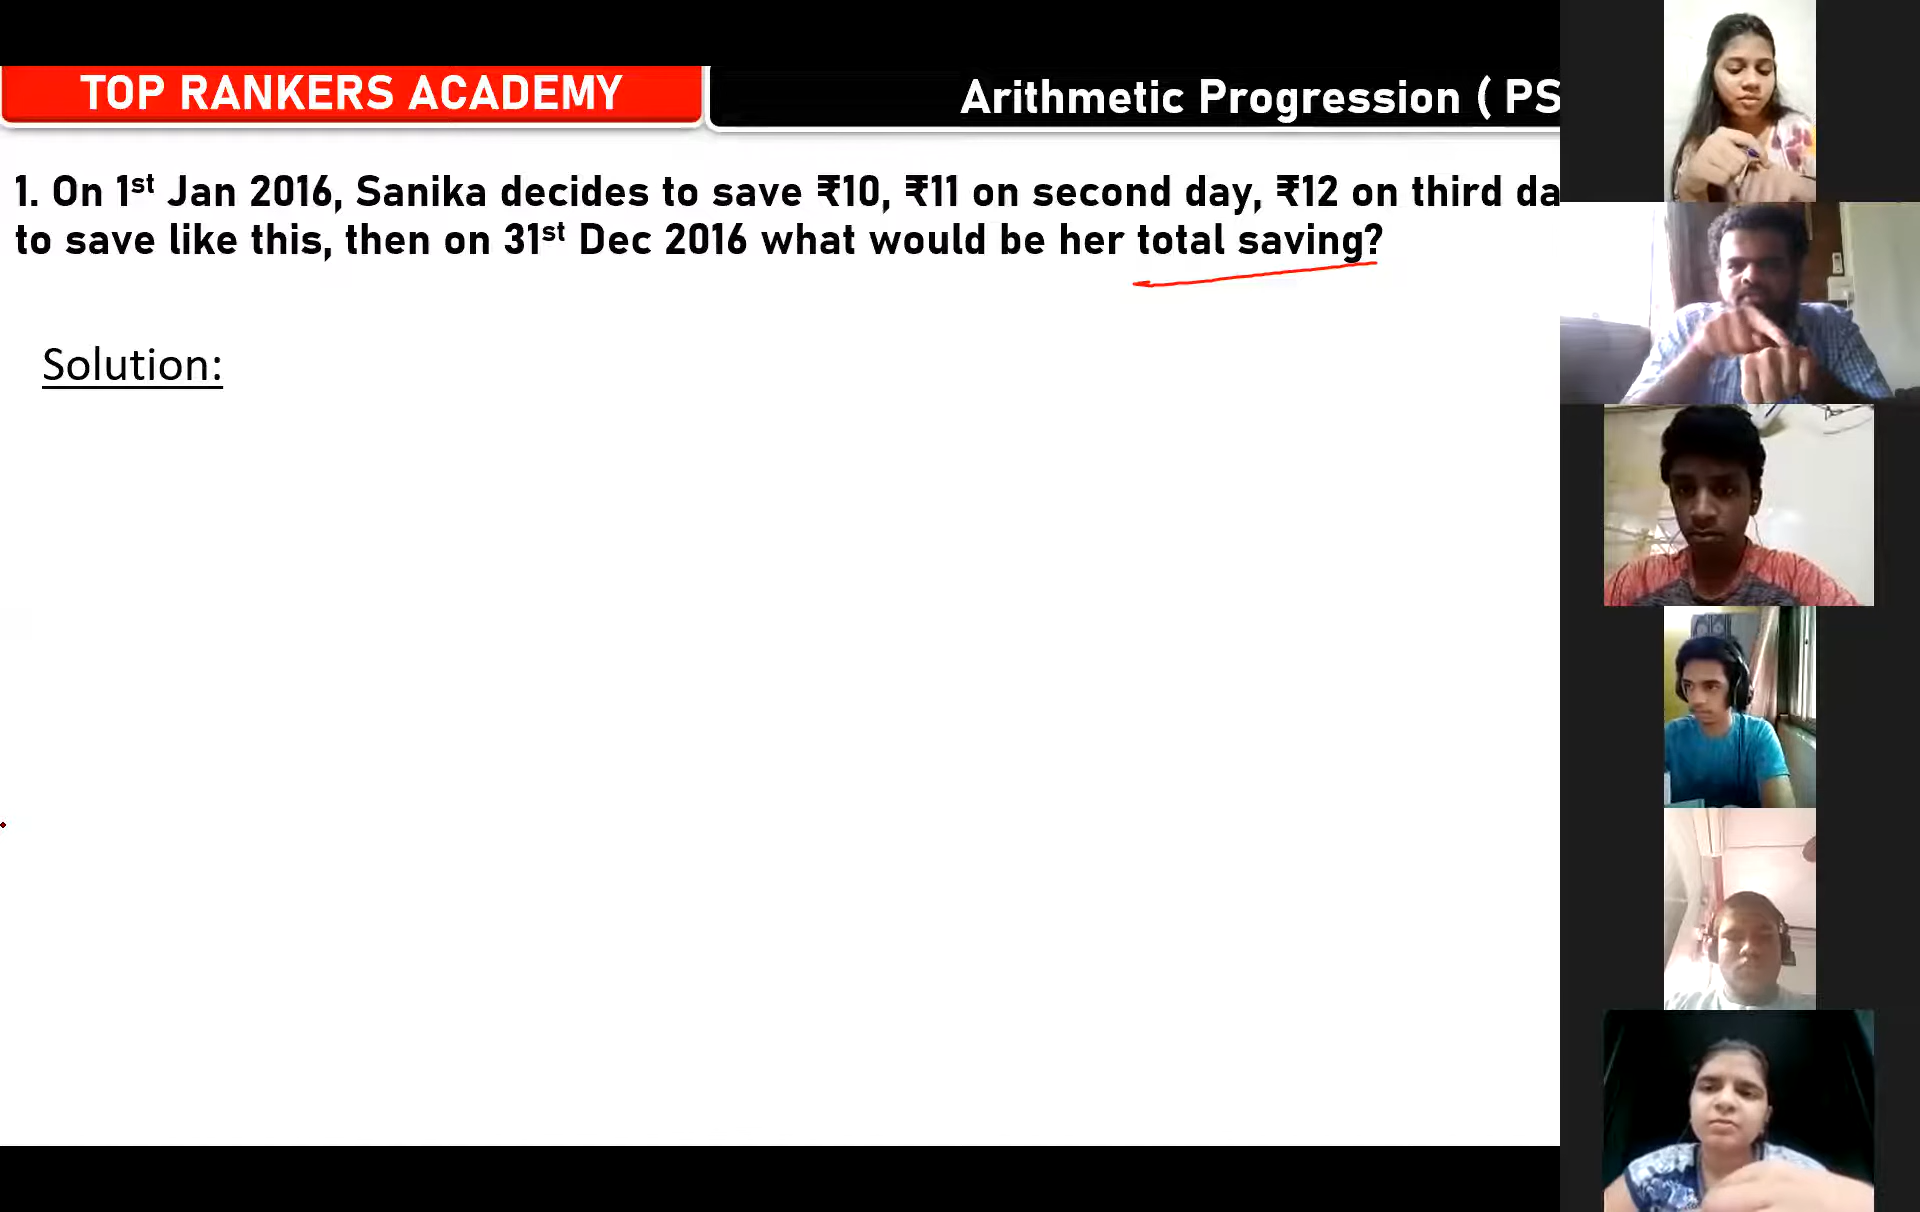 TOP RANKERS ACADEMY
Arithmetic Progression ( PS
1. On 1st Jan 2016, Sanika decides to save ₹10, ₹11 on second day, ₹12 on third da
to save like this, then on 31st Dec 2016 what would be her total saving?
Solution: